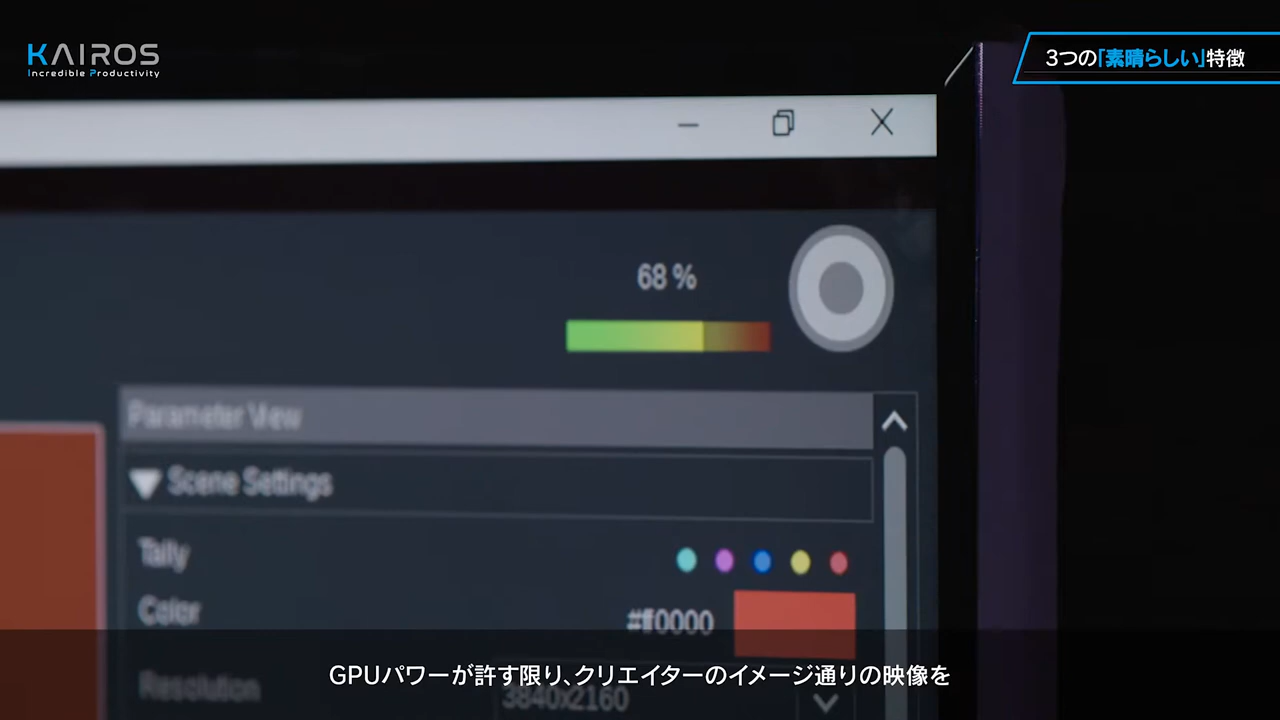 KAIROS
Incredible Productivity
3つの「素晴らしい」特徴
68 %
Parameter View
Scene Settings
Tally
Color
#ff0000
Resolution
3840x2160
GPUパワーが許す限り、クリエイターのイメージ通りの映像を